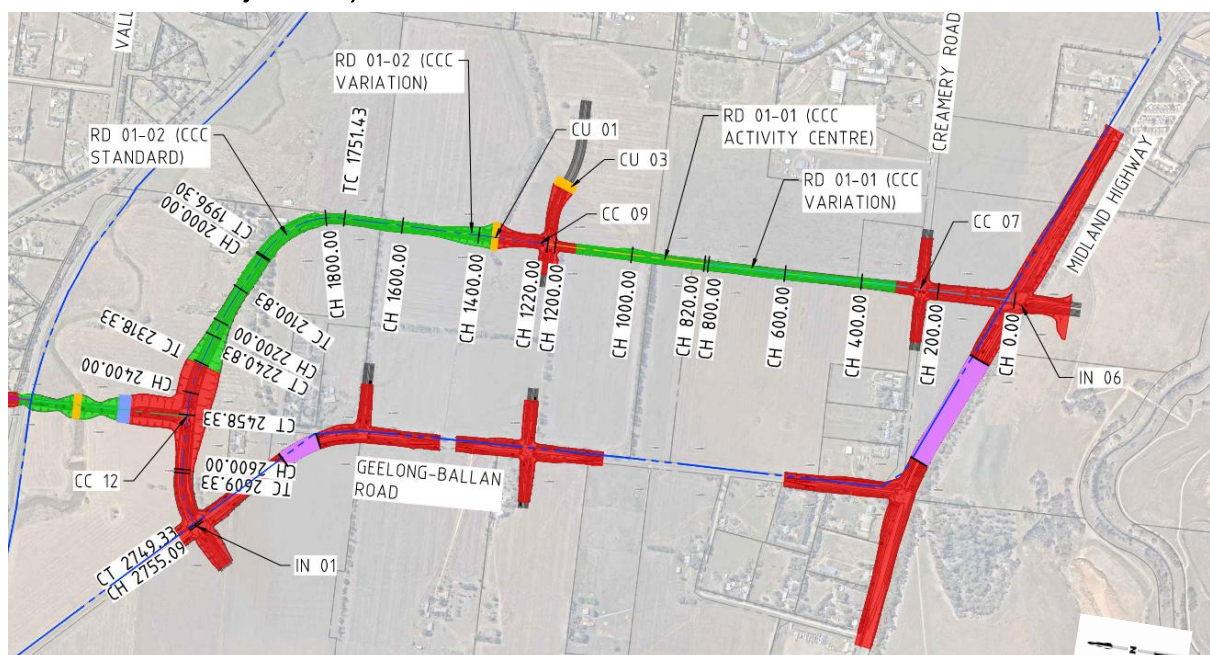 VALL
RD 01-02 (CCC
VARIATION)
RD 01-02 (CCC
STANDARD)
TC 1751.43
CU 01
CU 03
RD 01-01 (CCC
ACTIVITY CENTRE)
RD 01-01 (CCC
VARIATION)
CREAMERY ROAD
MIDLAND HIGHWAY
CC 09
CC 07
CT 1996.30
CH 2000.00
CH 1800.00
CH 1600.00
CH 1400.00
CH 1220.00
CH 1200.00
CH 1000.00
CH 820.00
CH 800.00
CH 600.00
CH 400.00
CH 200.00
CH 0.00
IN 06
TC 2100.83
CH 2200.00
CT 2240.83
TC 2318.33
CH 2400.00
CT 2458.33
CC 12
CH 2600.00
TC 2609.33
GEELONG-BALLAN
ROAD
CT 2749.33
CH 2755.09
IN 01
N